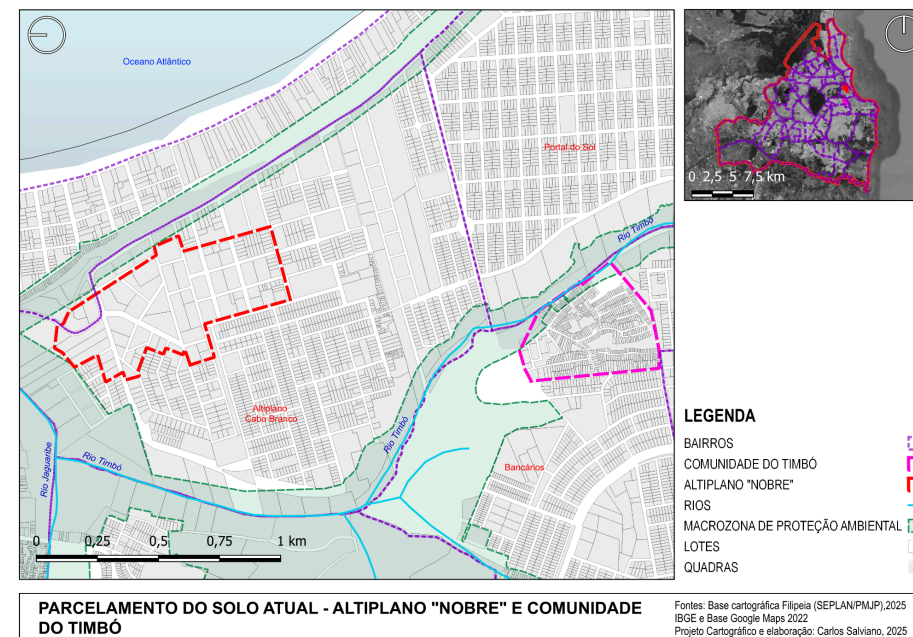 Oceano Atlântico
Portal do Sol
Rio Timbó
Altiplano
Cabo Branco
Rio Timbó
Bancários
Rio Timbó
Rio Jaguaribe
0 0,25 0,5 0,75 1 km
0 2,5 5 7,5 km
LEGENDA
BAIRROS
COMUNIDADE DO TIMBÓ
ALTIPLANO "NOBRE"
RIOS
MACROZONA DE PROTEÇÃO AMBIENTAL
LOTES
QUADRAS
PARCELAMENTO DO SOLO ATUAL - ALTIPLANO "NOBRE" E COMUNIDADE
DO TIMBÓ
Fontes: Base cartográfica Filipeia (SEPLAN/PMJP),2025
IBGE e Base Google Maps 2022
Projeto Cartográfico e elaboração: Carlos Salviano, 2025